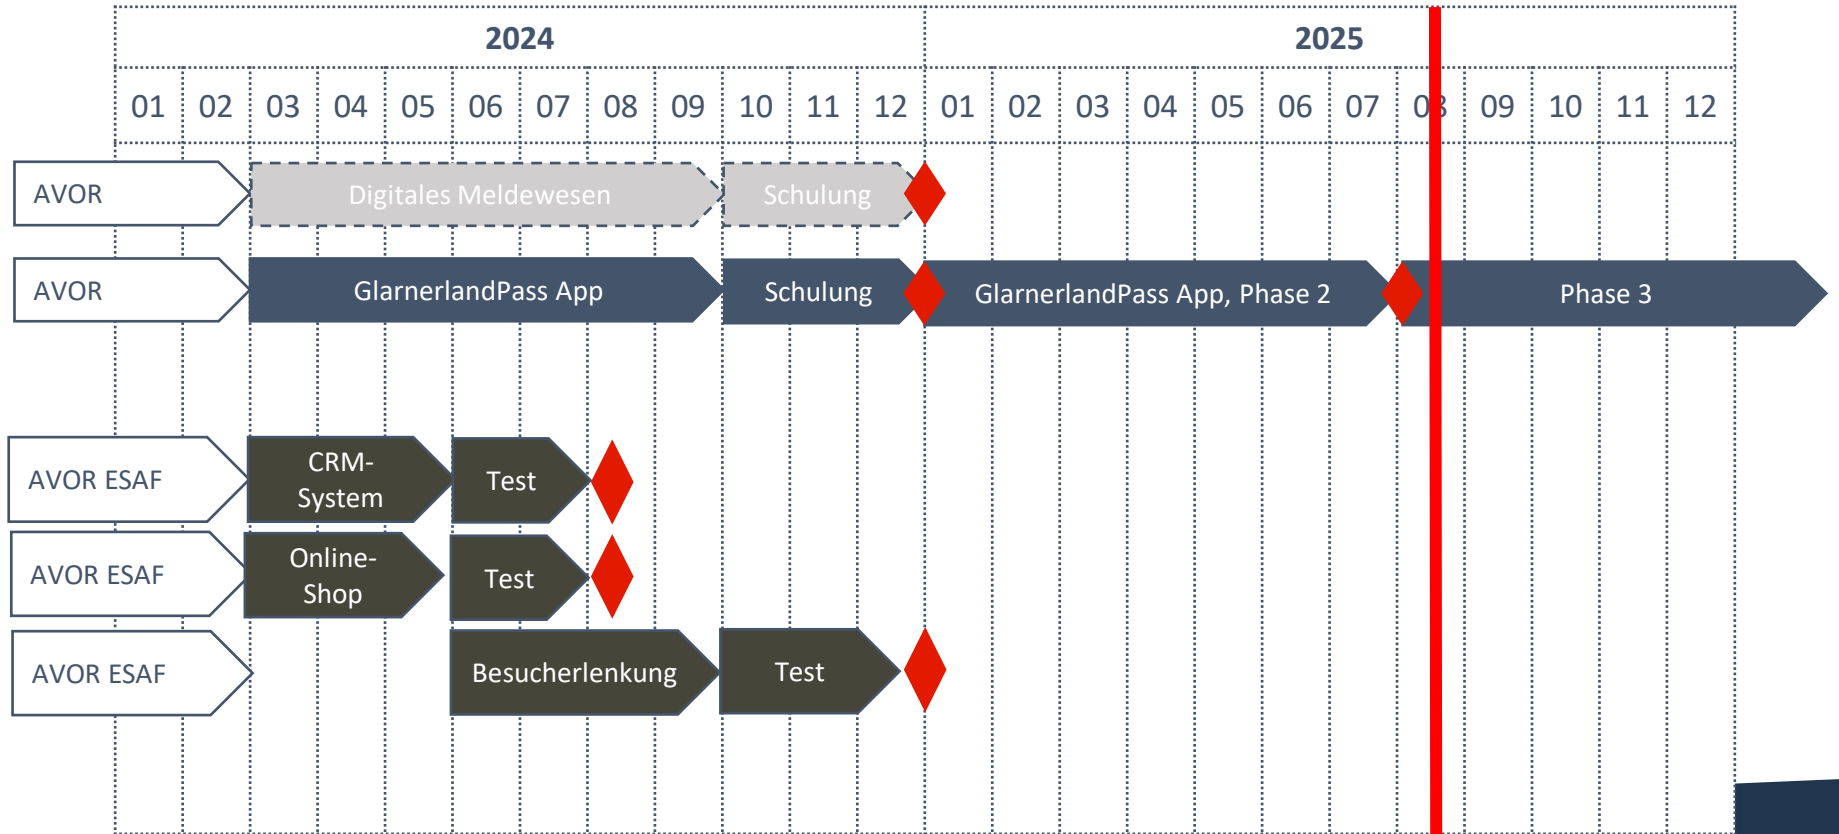 2024 2025
01 02 03 04 05 06 07 08 09 10 11 12 01 02 03 04 05 06 07 08 09 10 11 12
AVOR Digitales Meldewesen Schulung
AVOR GlarnerlandPass App Schulung GlarnerlandPass App, Phase 2 Phase 3
AVOR ESAF
CRM-
System
Test
AVOR ESAF
Online-
Shop
Test
AVOR ESAF Besucherlenkung Test